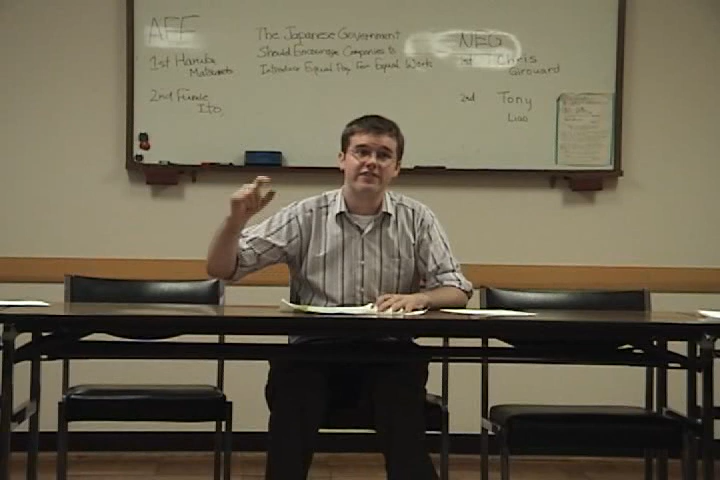 AFF
1st Haruka
Matsumoto
2nd Fumie
Ito,
The Japanese Government
Should Encourage Companies to
Introduce Equal Pay For Equal Work
NEG
1st Chris
Girouard
2nd Tony
Liao